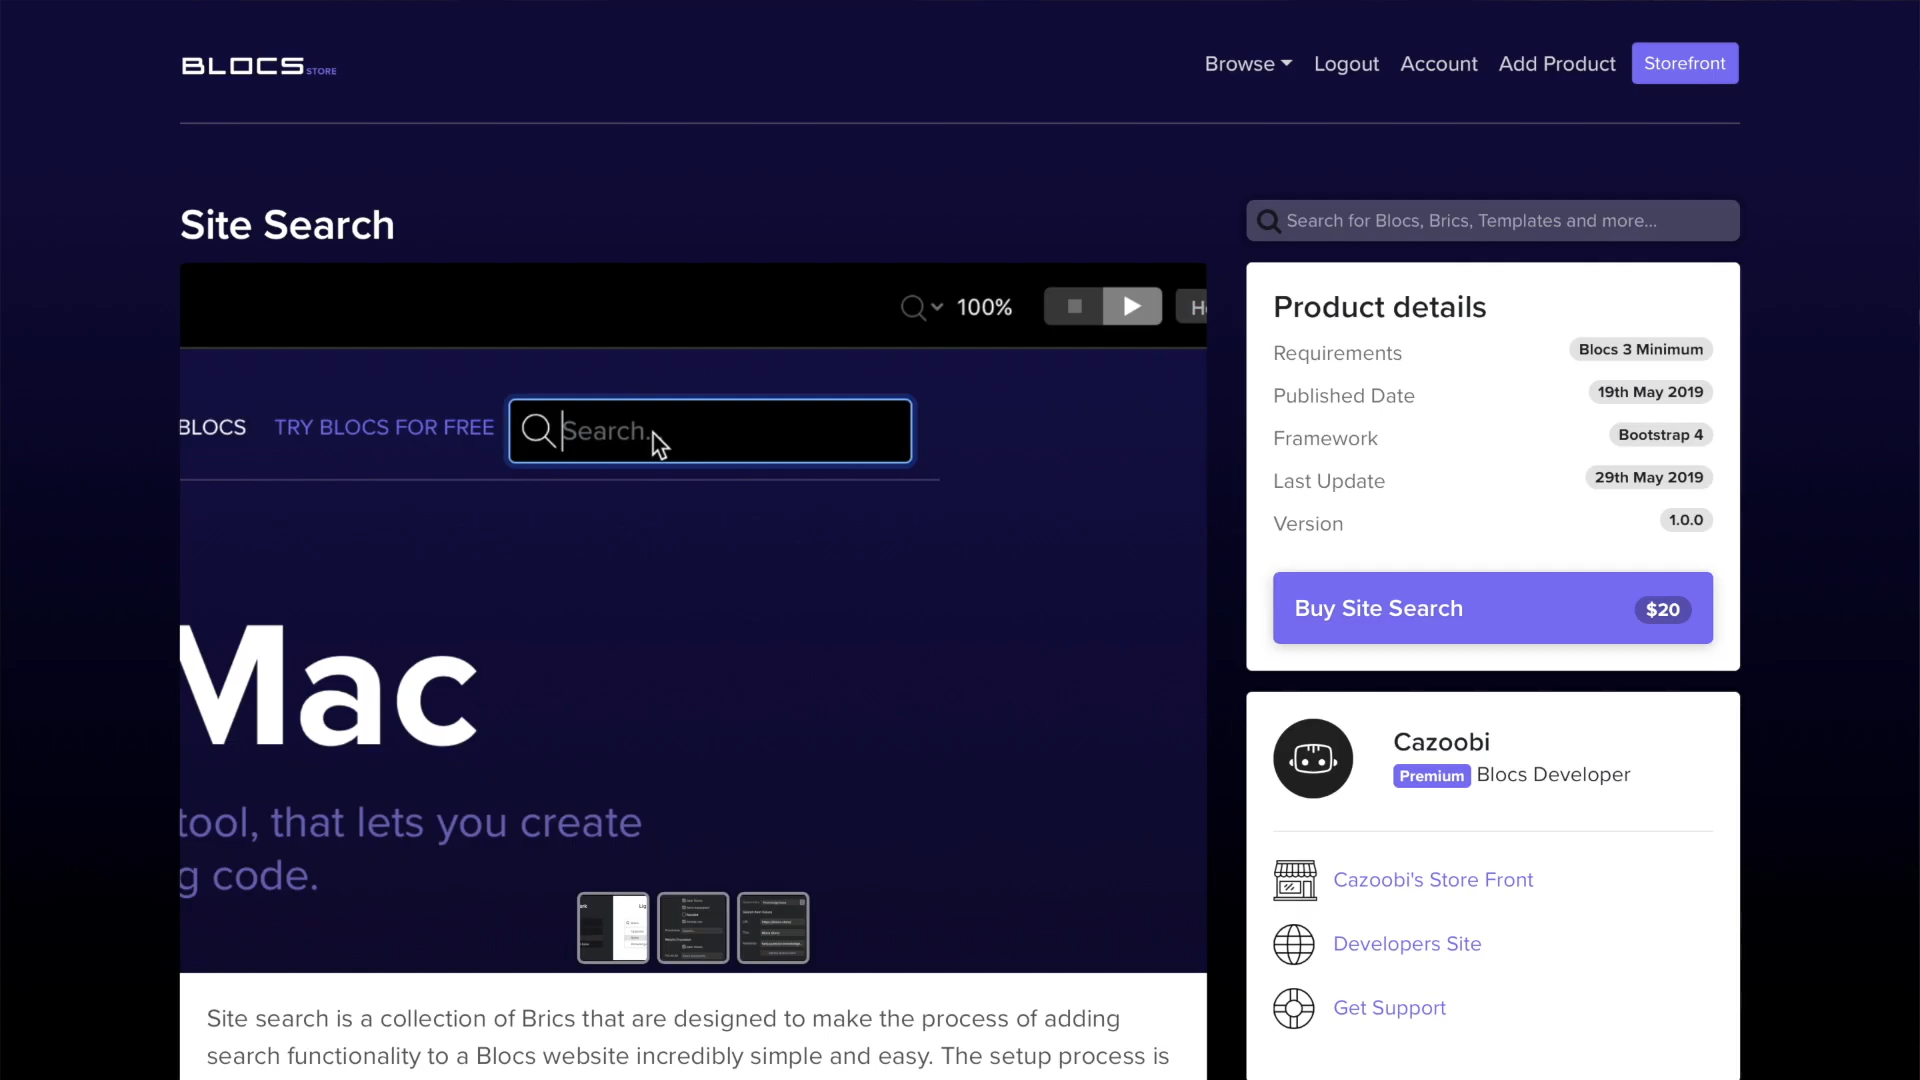 BLOCS STORE
Browse Logout Account Add Product Storefront
Site Search
Search for Blocs, Brics, Templates and more...
100%
BLOCS TRY BLOCS FOR FREE Search.
Mac
tool, that lets you create
g code.
Site search is a collection of Brics that are designed to make the process of adding
search functionality to a Blocs website incredibly simple and easy. The setup process is
Product details
Requirements Blocs 3 Minimum
Published Date 19th May 2019
Framework Bootstrap 4
Last Update 29th May 2019
Version 1.0.0
Buy Site Search $20
Cazoobi
Premium Blocs Developer
Cazoobi's Store Front
Developers Site
Get Support